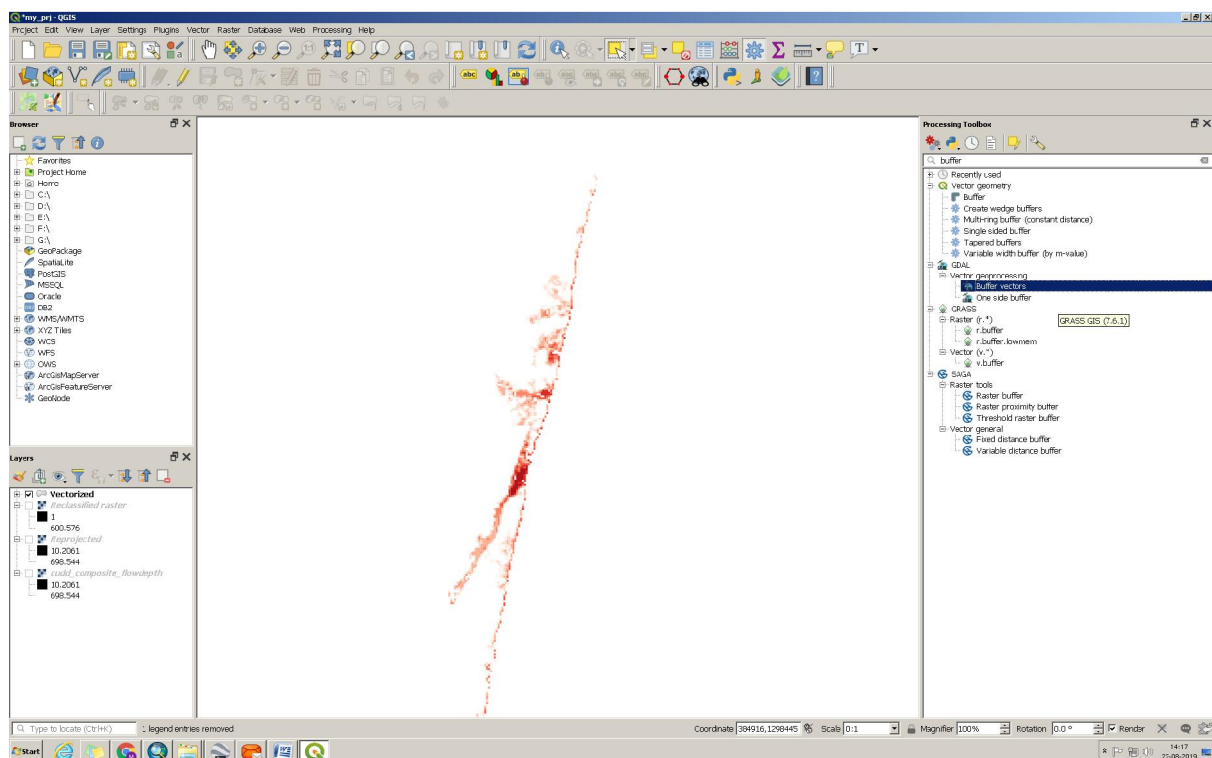 *my_prj - QGIS
Project Edit View Layer Settings Plugins Vector Raster Database Web Processing Help
Browser
Favorites
Project Home
Home
C:\
D:\
E:\
F:\
G:\
GeoPackage
SpatiaLite
PostGIS
MSSQL
Oracle
DB2
WMS/WMTS
XYZ Tiles
WCS
WFS
OWS
ArcGisMapServer
ArcGisFeatureServer
GeoNode
Layers
Vectorized
Reclassified raster
1
600.576
Reprojected
10.2061
698.544
cudd_composite_flowdepth
10.2061
698.544
Processing Toolbox
buffer
Recently used
Vector geometry
Buffer
Create wedge buffers
Multi-ring buffer (constant distance)
Single sided buffer
Tapered buffers
Variable width buffer (by m-value)
GDAL
Vector geoprocessing
Buffer vectors
One side buffer
GRASS
GRASS GIS (7.6.1)
Raster (r.*)
r.buffer
r.buffer.lowmem
Vector (v.*)
v.buffer
SAGA
Raster tools
Raster buffer
Raster proximity buffer
Threshold raster buffer
Vector general
Fixed distance buffer
Variable distance buffer
Type to locate (Ctrl+K) 1 legend entries removed Coordinate 384916,1298445 Scale 0:1 Magnifier 100% Rotation 0.0 ° Render
Start 14:17
22-08-2019